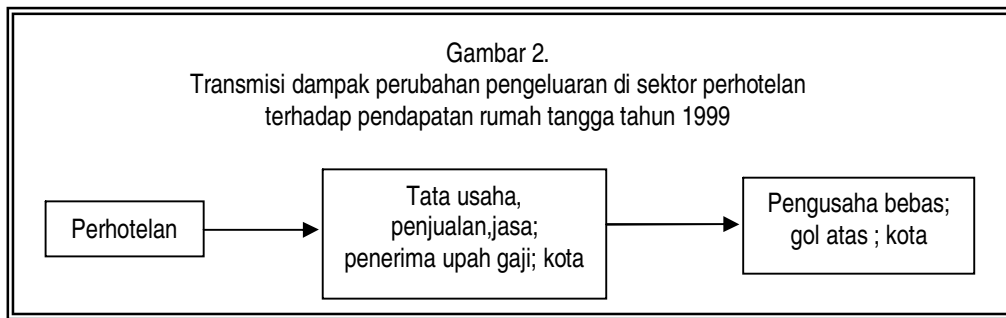 Gambar 2.
Transmisi dampak perubahan pengeluaran di sektor perhotelan
terhadap pendapatan rumah tangga tahun 1999
Perhotelan
Tata usaha,
penjualan,jasa;
penerima upah gaji; kota
Pengusaha bebas;
gol atas ; kota